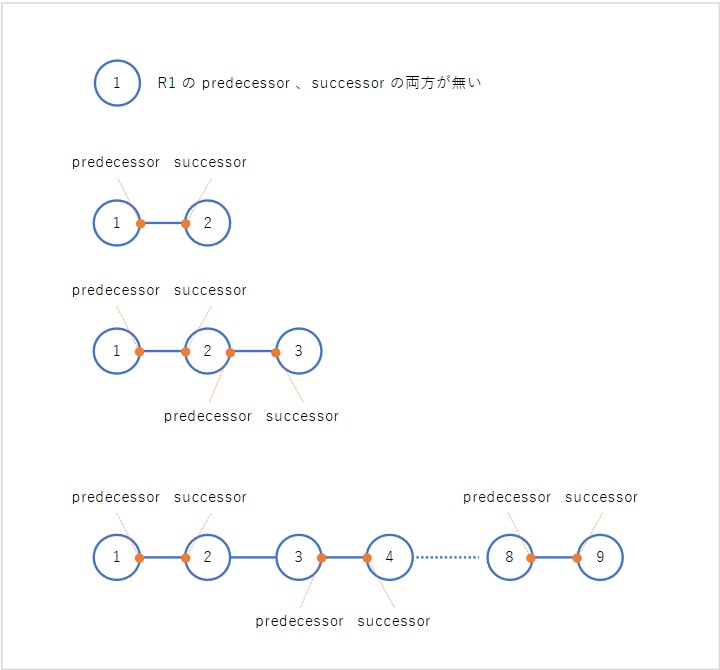 1 R1 の predecessor 、 successor の両方が無い
predecessor successor
1 2
predecessor successor
1 2 3
predecessor successor
predecessor successor predecessor successor
1 2 3 4 8 9
predecessor successor